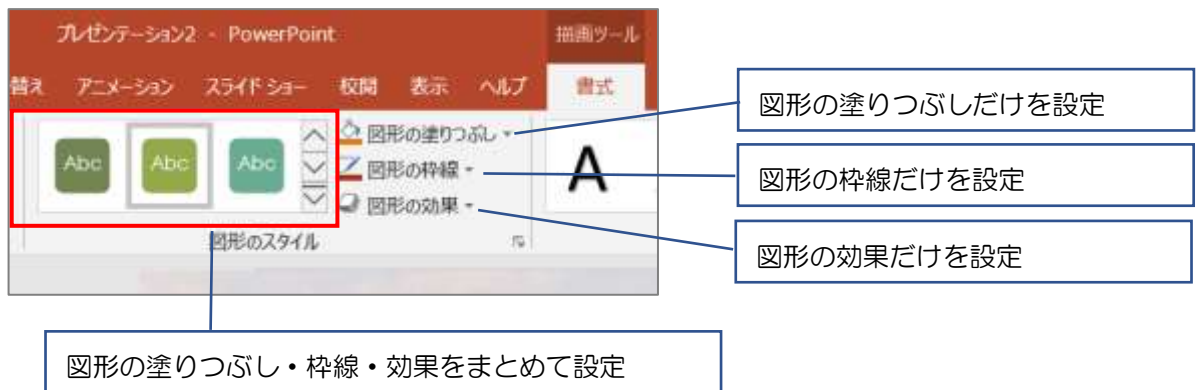 プレゼンテーション2 - PowerPoint
描画ツール
替え アニメーション スライド ショー 校閲 表示 ヘルプ 書式
Abc Abc Abc
図形の塗りつぶし
図形の枠線
図形の効果
A
図形のスタイル
図形の塗りつぶしだけを設定
図形の枠線だけを設定
図形の効果だけを設定
図形の塗りつぶし・枠線・効果をまとめて設定